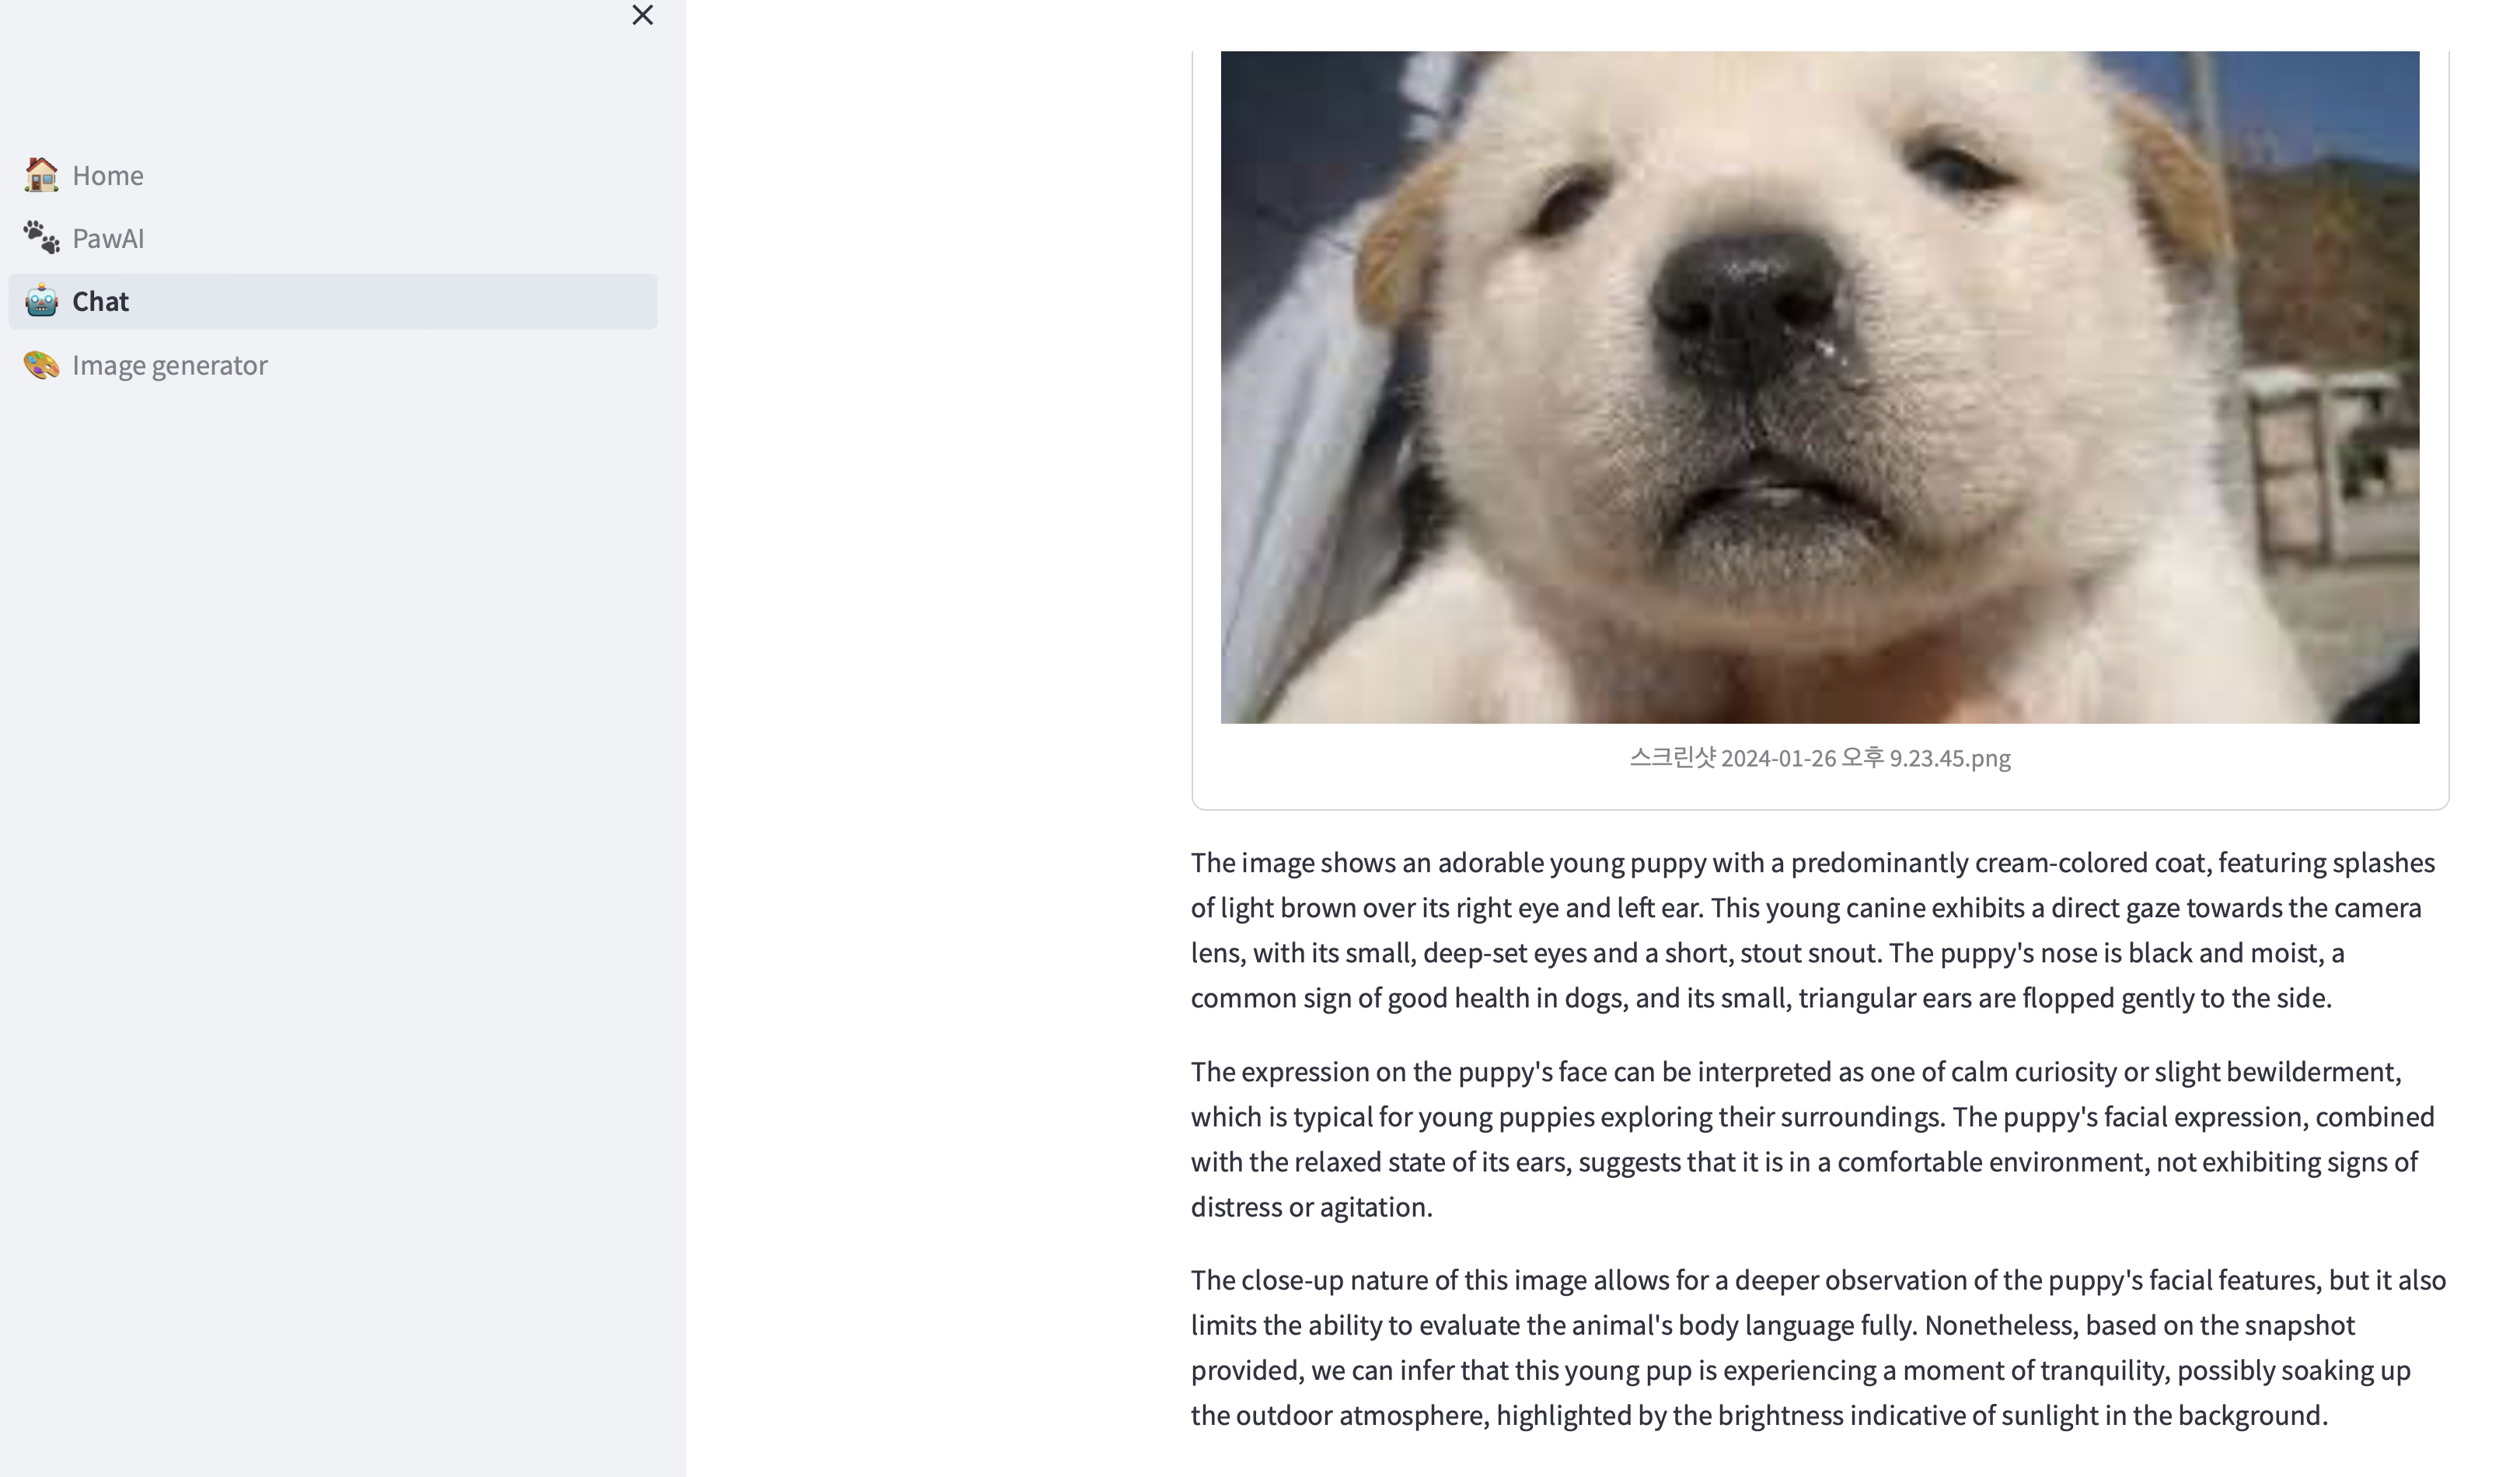 Home
PawAI
Chat
Image generator
스크린샷 2024-01-26 오후 9.23.45.png
The image shows an adorable young puppy with a predominantly cream-colored coat, featuring splashes
of light brown over its right eye and left ear. This young canine exhibits a direct gaze towards the camera
lens, with its small, deep-set eyes and a short, stout snout. The puppy's nose is black and moist, a
common sign of good health in dogs, and its small, triangular ears are flopped gently to the side.
The expression on the puppy's face can be interpreted as one of calm curiosity or slight bewilderment,
which is typical for young puppies exploring their surroundings. The puppy's facial expression, combined
with the relaxed state of its ears, suggests that it is in a comfortable environment, not exhibiting signs of
distress or agitation.
The close-up nature of this image allows for a deeper observation of the puppy's facial features, but it also
limits the ability to evaluate the animal's body language fully. Nonetheless, based on the snapshot
provided, we can infer that this young pup is experiencing a moment of tranquility, possibly soaking up
the outdoor atmosphere, highlighted by the brightness indicative of sunlight in the background.